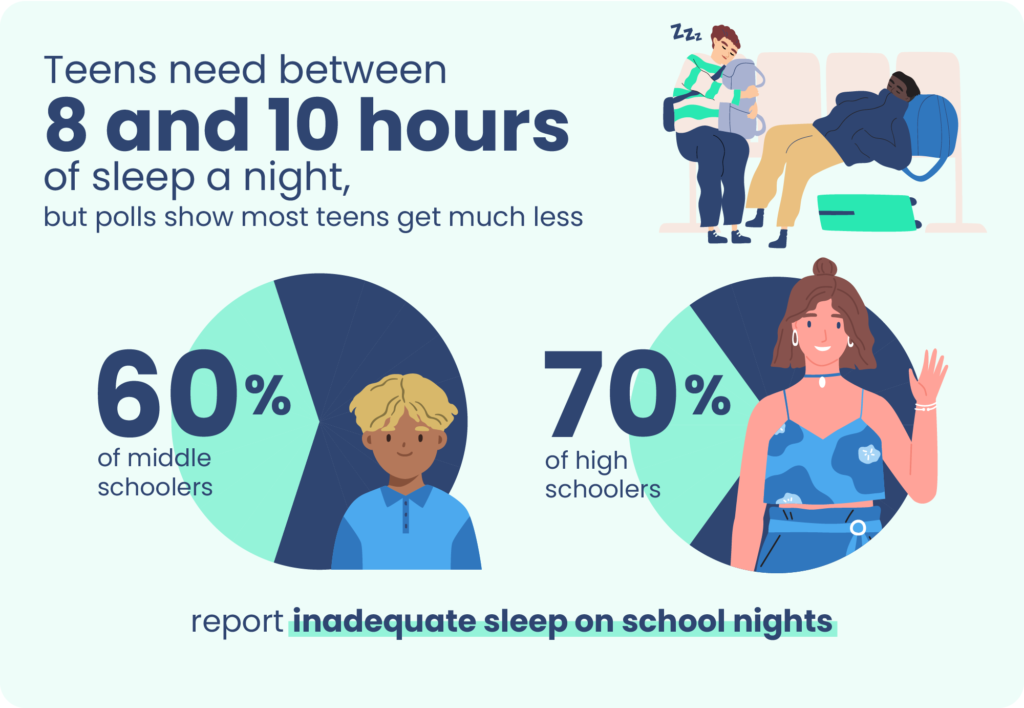 Teens need between
8 and 10 hours
of sleep a night,
but polls show most teens get much less
Zzz
60%
of middle
schoolers
70%
of high
schoolers
report inadequate sleep on school nights